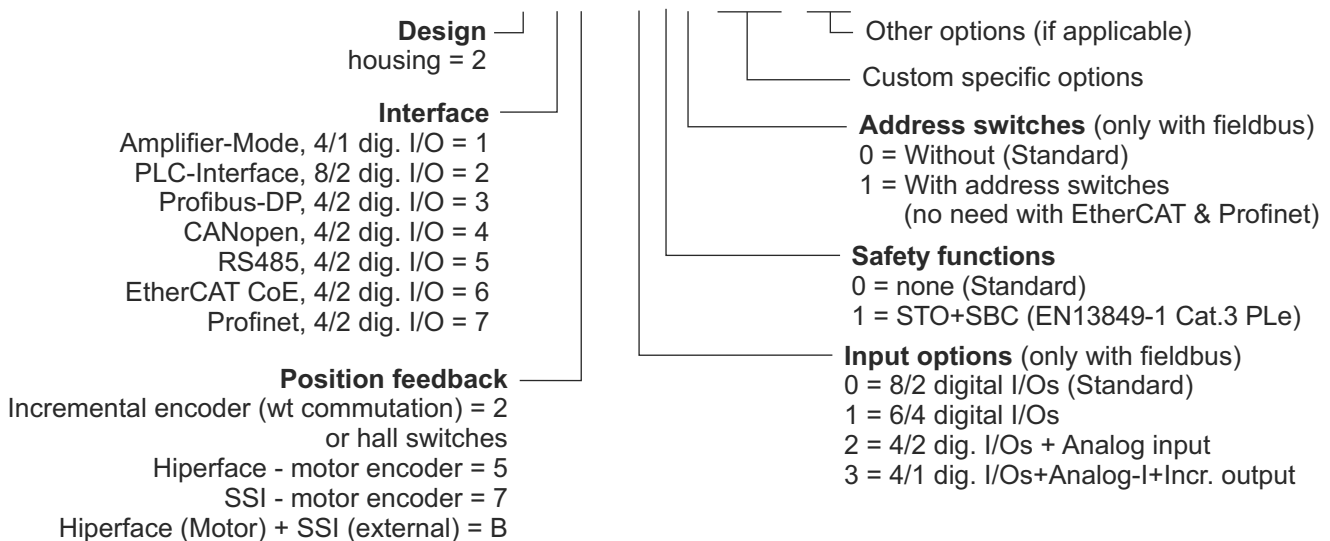 Design
housing = 2
Interface
Amplifier-Mode, 4/1 dig. I/O = 1
PLC-Interface, 8/2 dig. I/O = 2
Profibus-DP, 4/2 dig. I/O = 3
CANopen, 4/2 dig. I/O = 4
RS485, 4/2 dig. I/O = 5
EtherCAT CoE, 4/2 dig. I/O = 6
Profinet, 4/2 dig. I/O = 7
Position feedback
Incremental encoder (wt commutation) = 2
or hall switches
Hiperface - motor encoder = 5
SSI - motor encoder = 7
Hiperface (Motor) + SSI (external) = B
Other options (if applicable)
Custom specific options
Address switches (only with fieldbus)
0 = Without (Standard)
1 = With address switches
(no need with EtherCAT & Profinet)
Safety functions
0 = none (Standard)
1 = STO+SBC (EN13849-1 Cat.3 PLe)
Input options (only with fieldbus)
0 = 8/2 digital I/Os (Standard)
1 = 6/4 digital I/Os
2 = 4/2 dig. I/Os + Analog input
3 = 4/1 dig. I/Os+Analog-I+Incr. output